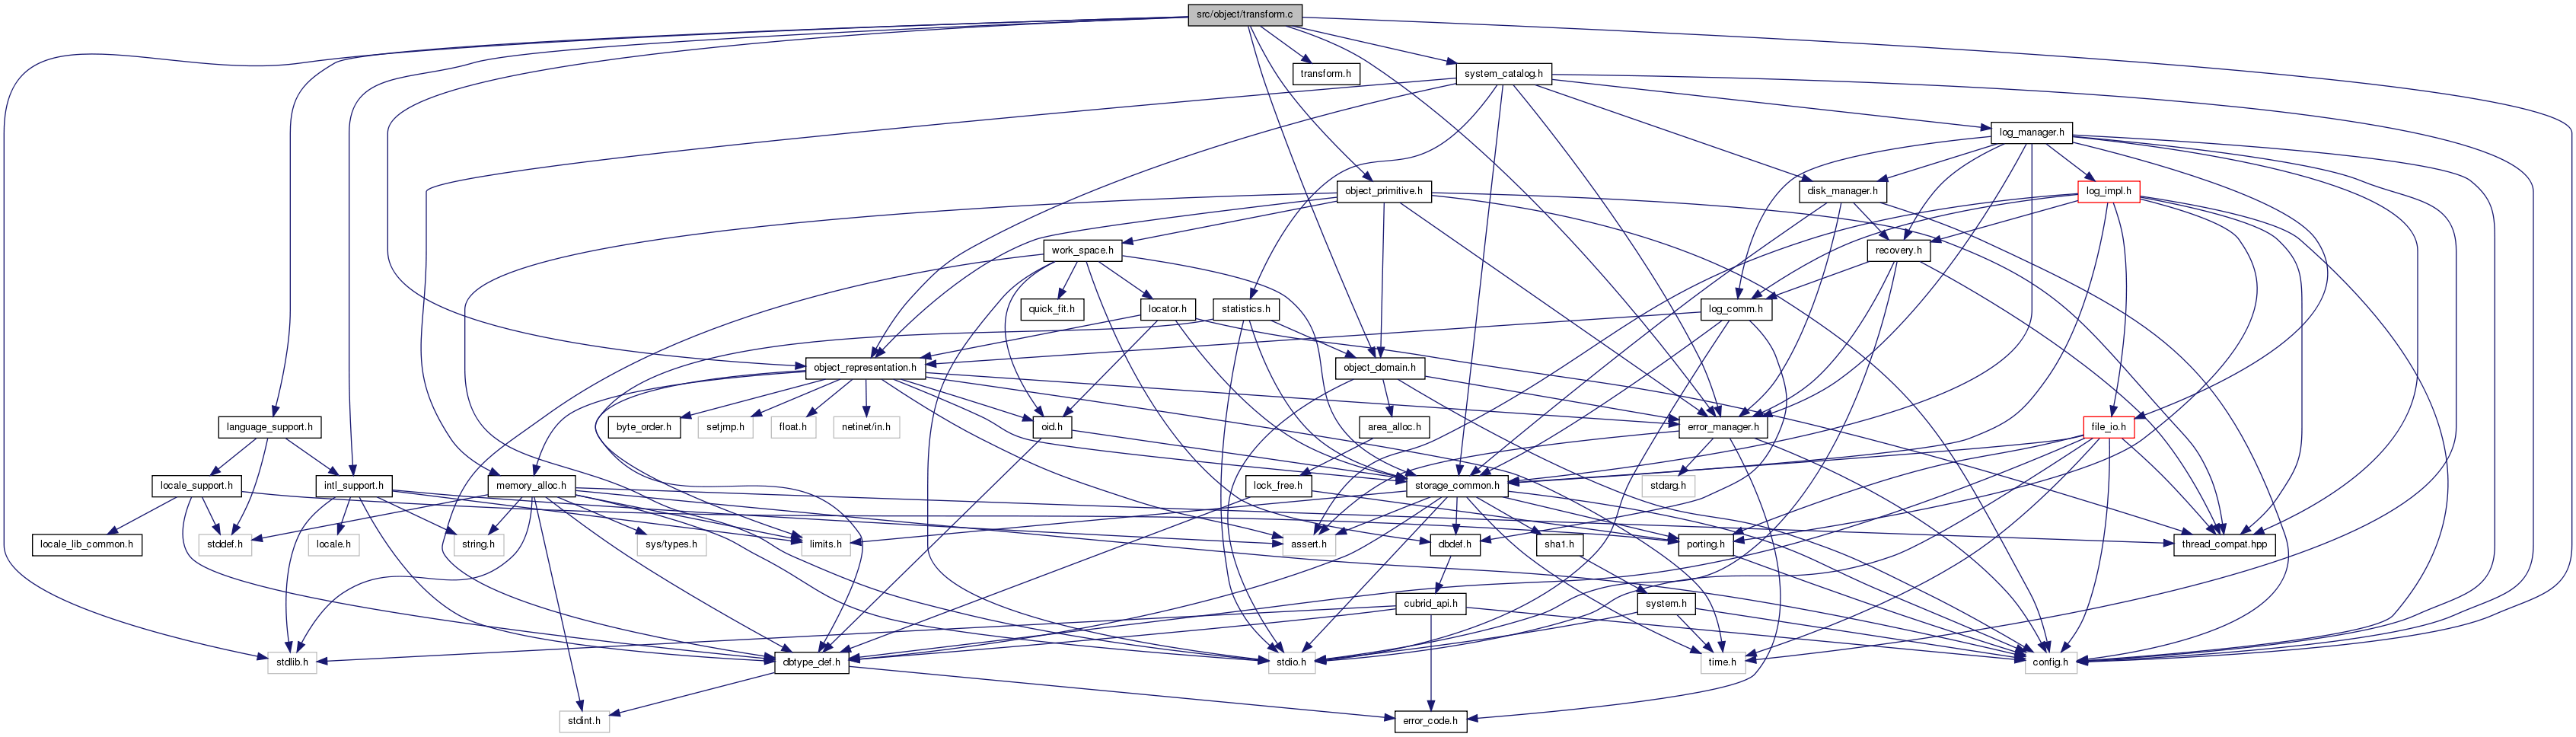 src/object/transform.c
transform.h
system_catalog.h
log_manager.h
object_primitive.h
disk_manager.h
log_impl.h
work_space.h
recovery.h
quick_fit.h
locator.h
statistics.h
log_comm.h
object_representation.h
object_domain.h
language_support.h
byte_order.h
setjmp.h
float.h
netinet/in.h
oid.h
area_alloc.h
error_manager.h
file_io.h
locale_support.h
intl_support.h
memory_alloc.h
lock_free.h
storage_common.h
stdarg.h
locale_lib_common.h
stddef.h
locale.h
string.h
sys/types.h
limits.h
assert.h
dbdef.h
sha1.h
porting.h
thread_compat.hpp
cubrid_api.h
system.h
stdlib.h
dbtype_def.h
stdio.h
time.h
config.h
stdint.h
error_code.h